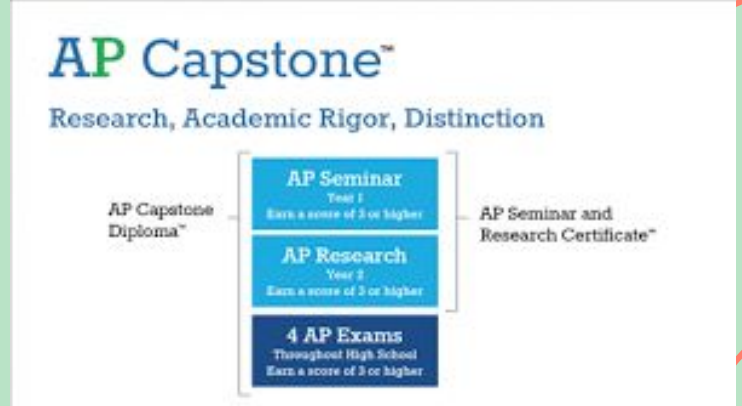 AP Capstone™
Research, Academic Rigor, Distinction
AP Capstone
Diploma™
AP Seminar
Year 1
Earn a score of 3 or higher
AP Research
Year 2
Earn a score of 3 or higher
4 AP Exams
Throughout High School
Earn a score of 3 or higher
AP Seminar and
Research Certificate™